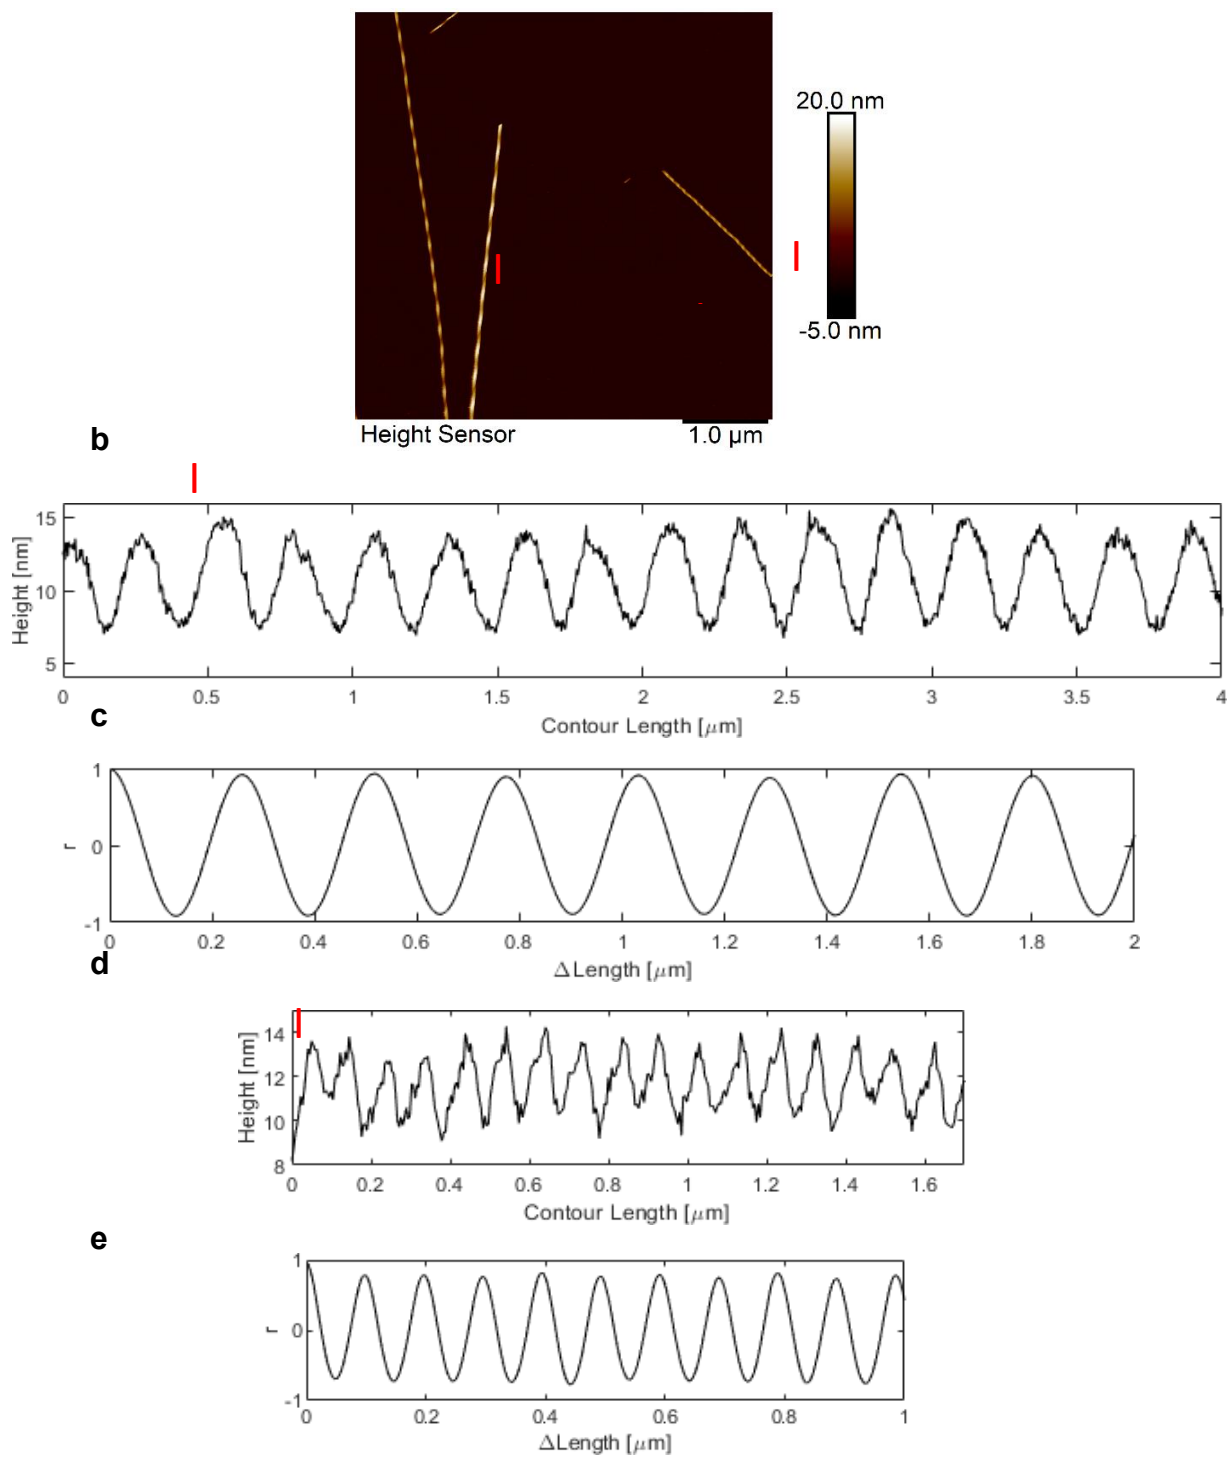 20.0 nm
-5.0 nm
Height Sensor
1.0 µm
b
15
10
5
Height [nm]
0 0.5 1 1.5 2 2.5 3 3.5 4
Contour Length [µm]
c
1
0
-1
r
0 0.2 0.4 0.6 0.8 1 1.2 1.4 1.6 1.8 2
ΔLength [µm]
d
14
12
10
8
Height [nm]
0 0.2 0.4 0.6 0.8 1 1.2 1.4 1.6
Contour Length [µm]
e
1
0
-1
r
0 0.2 0.4 0.6 0.8 1
ΔLength [µm]